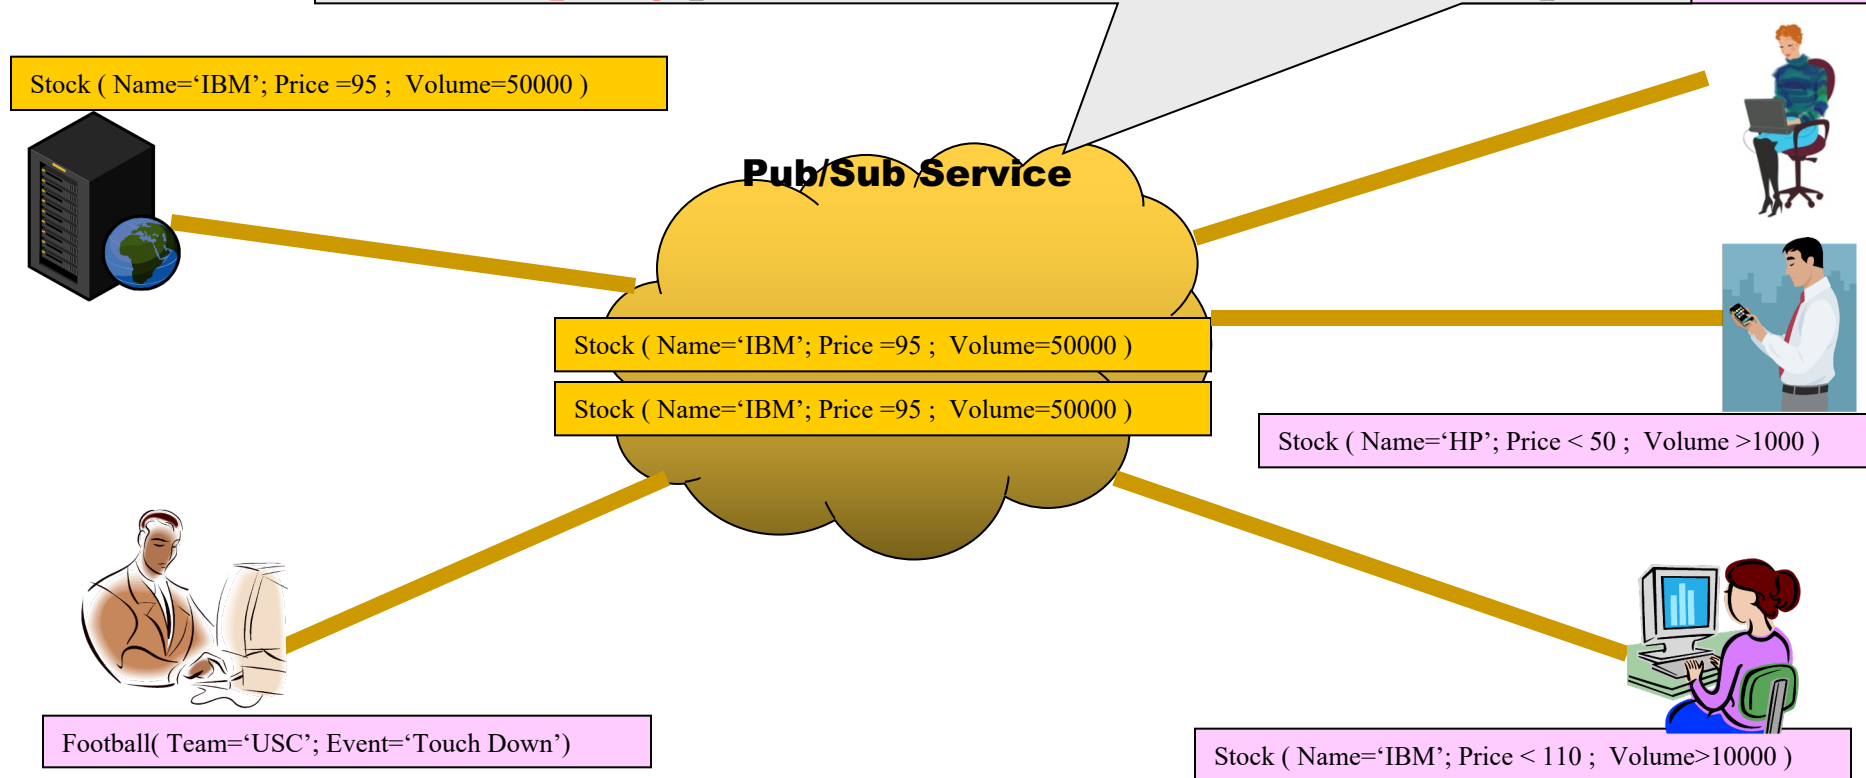 Stock ( Name=‘IBM’; Price =95 ;  Volume=50000 )
Pub/Sub Service
Stock ( Name=‘IBM’; Price =95 ;  Volume=50000 )
Stock ( Name=‘IBM’; Price =95 ;  Volume=50000 )
Stock ( Name=‘HP’; Price < 50 ;  Volume >1000 )
Football( Team=‘USC’; Event=‘Touch Down’)
Stock ( Name=‘IBM’; Price < 110 ;  Volume>10000 )